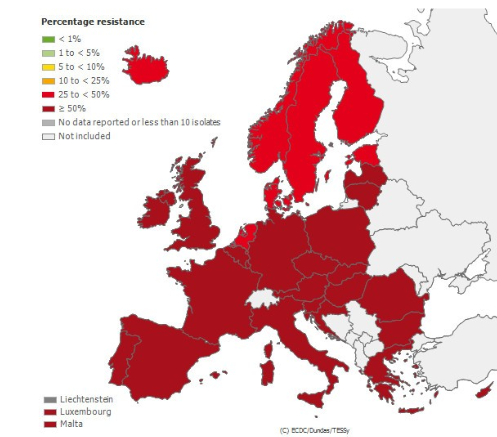 Percentage resistance
< 1%
1 to < 5%
5 to < 10%
10 to < 25%
25 to < 50%
≥ 50%
No data reported or less than 10 isolates
Not included
Liechtenstein
Luxembourg
Malta
(C) ECDC/Dundas/TESSy